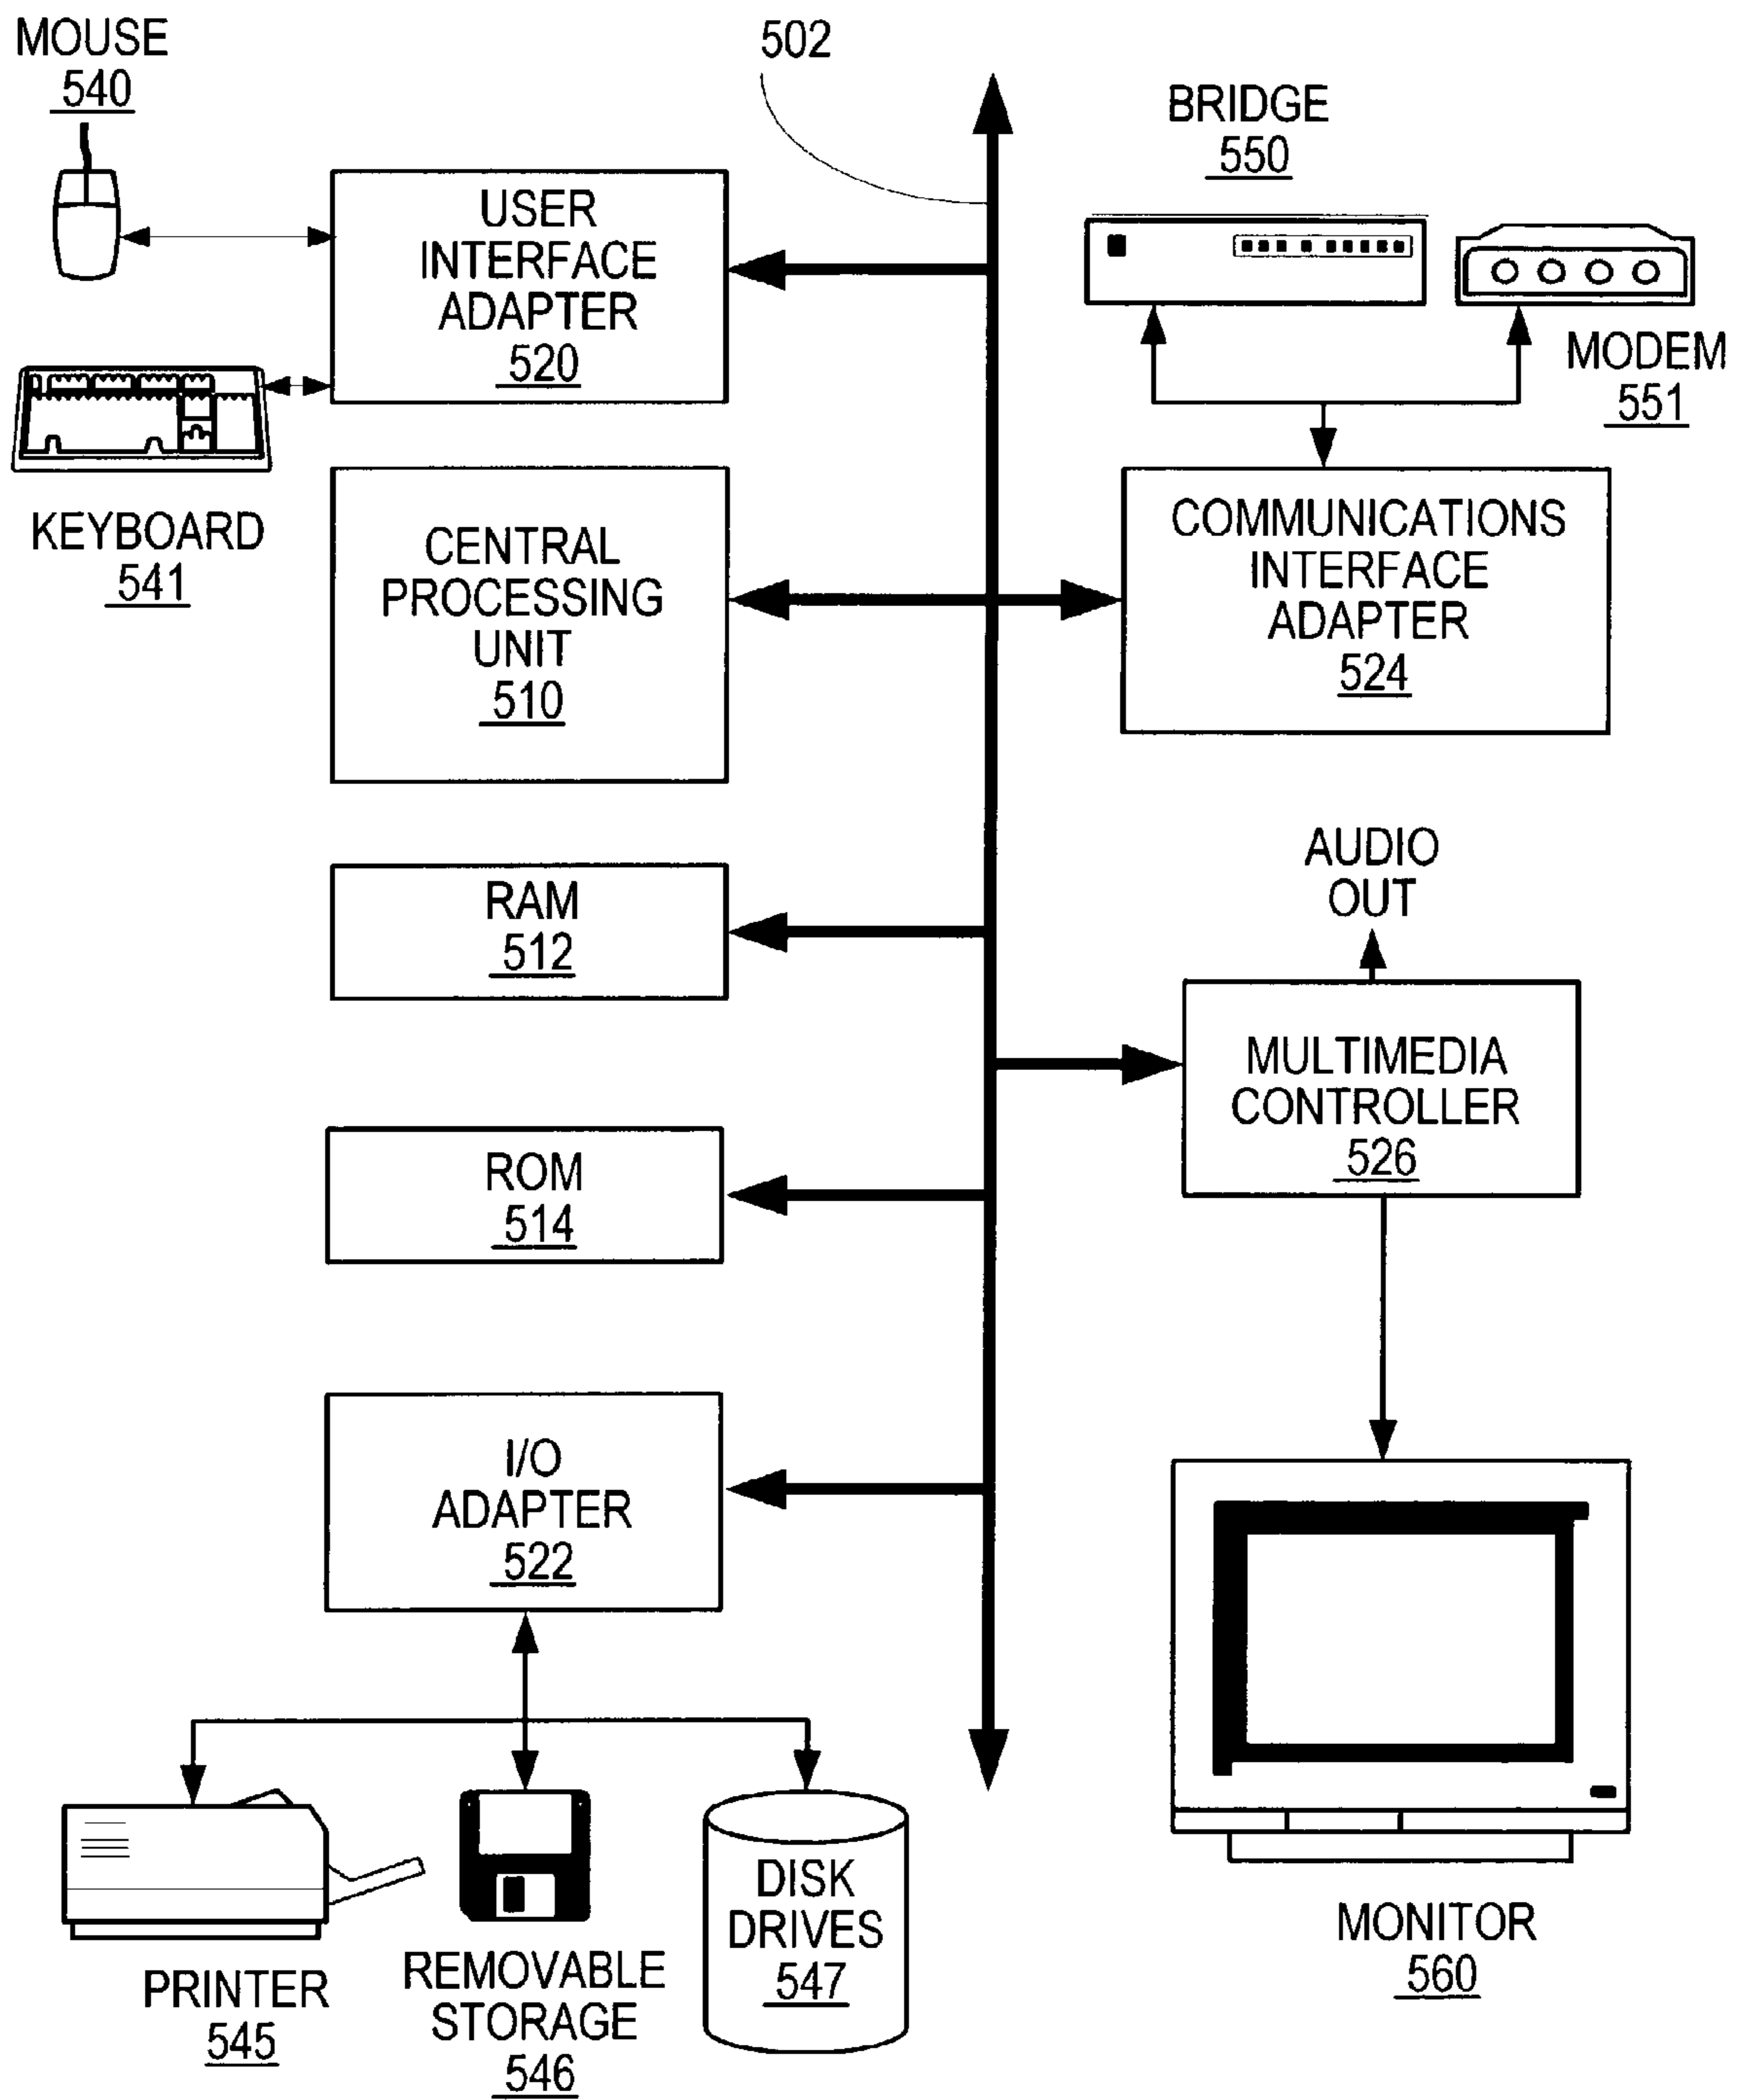 MOUSE
540
502
BRIDGE
550
USER
INTERFACE
ADAPTER
520
MODEM
551
KEYBOARD
541
CENTRAL
PROCESSING
UNIT
510
COMMUNICATIONS
INTERFACE
ADAPTER
524
RAM
512
AUDIO
OUT
MULTIMEDIA
CONTROLLER
526
ROM
514
I/O
ADAPTER
522
PRINTER
545
REMOVABLE
STORAGE
546
DISK
DRIVES
547
MONITOR
560